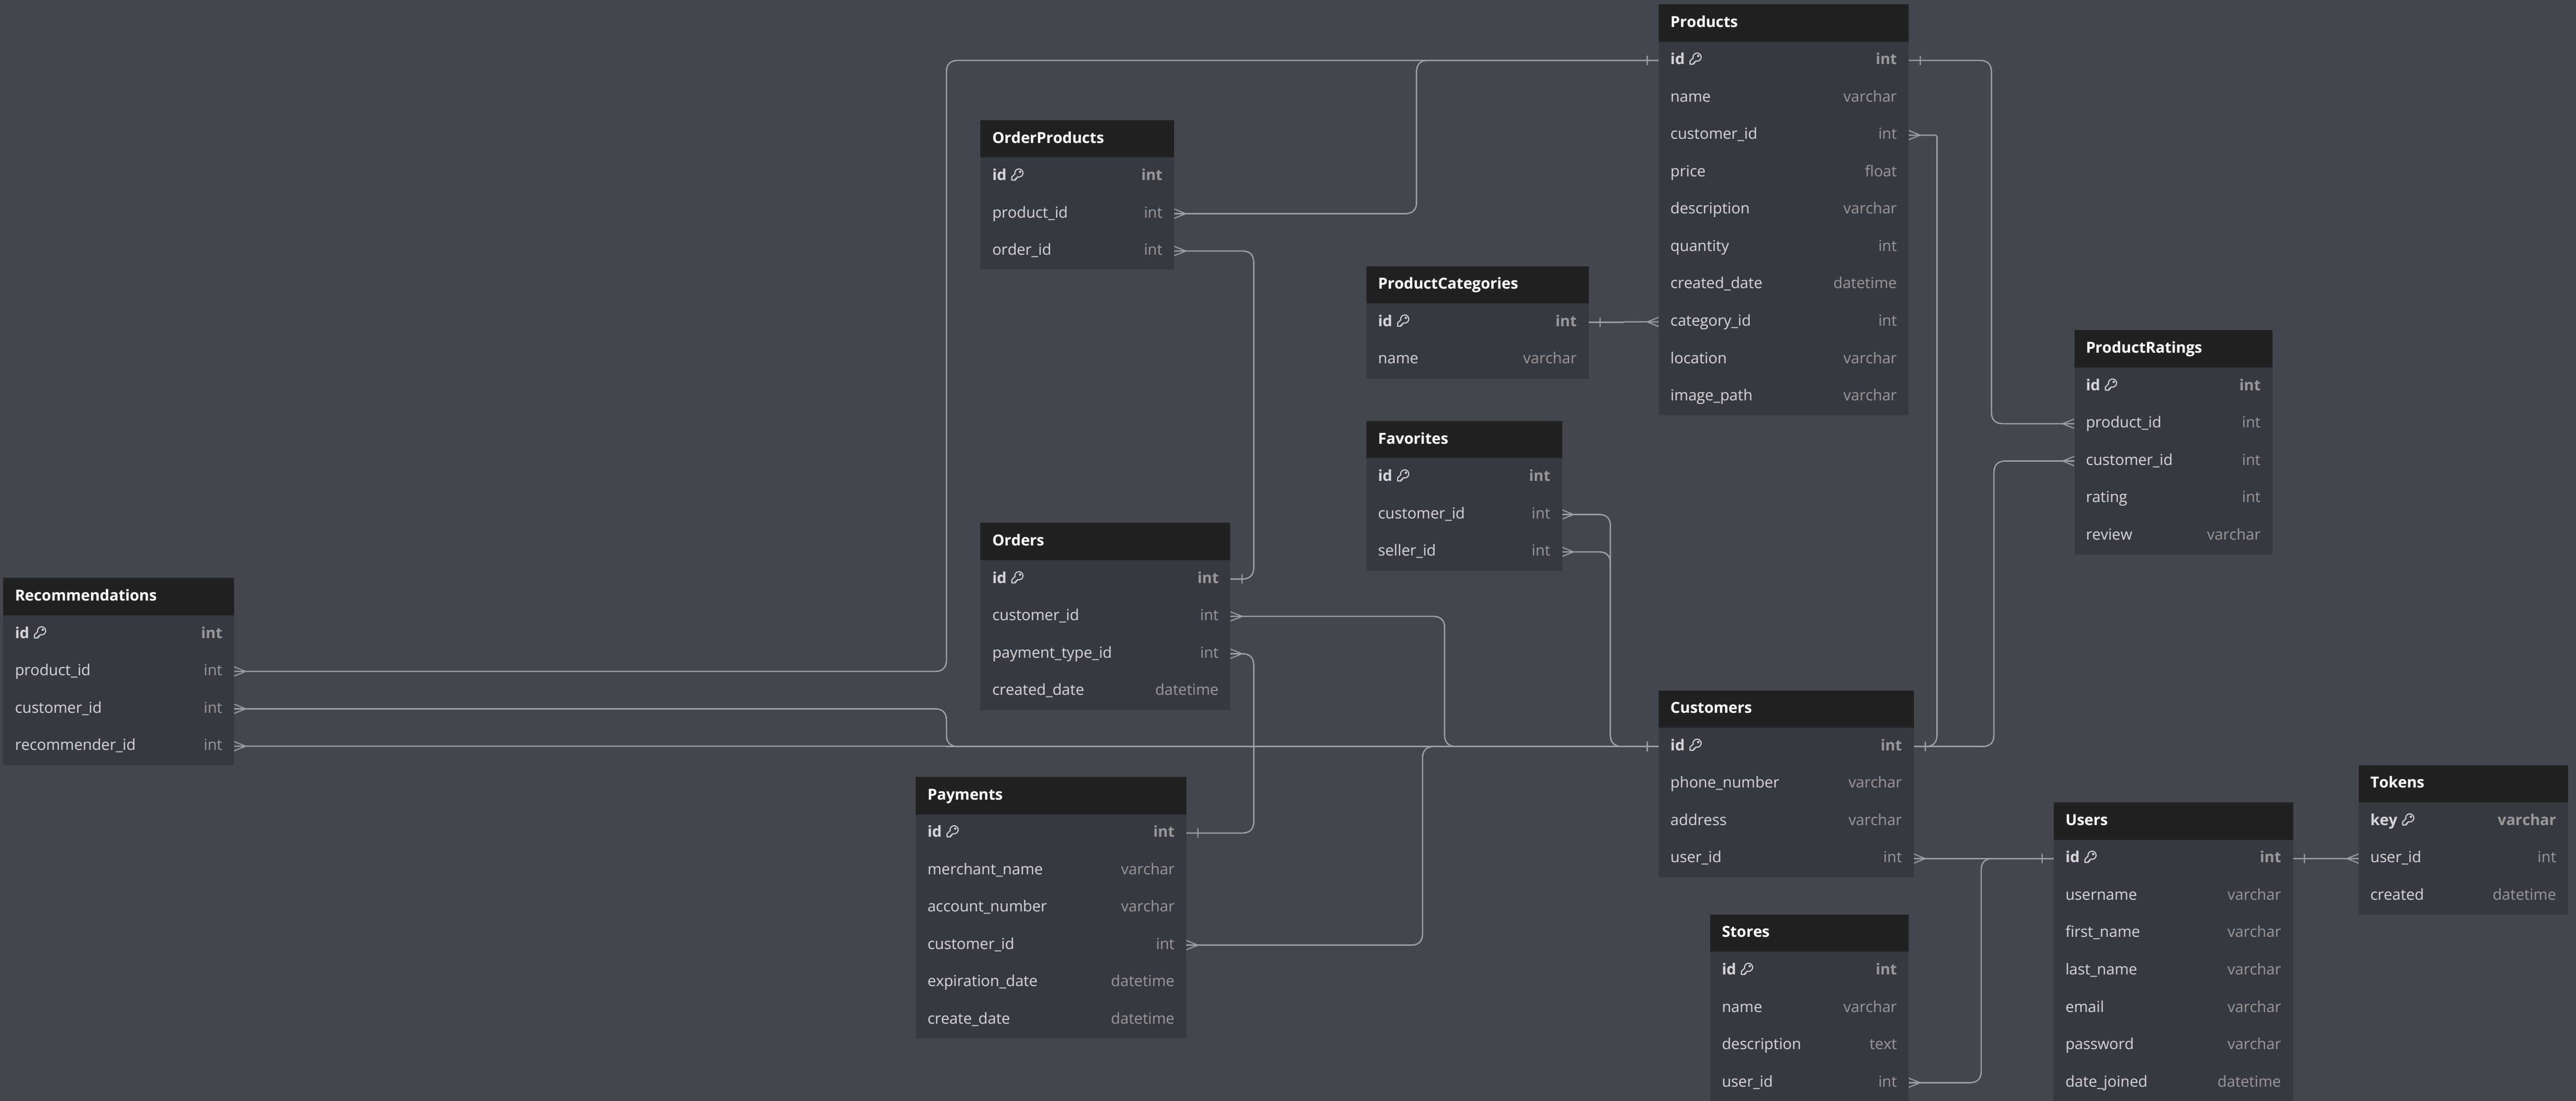 Products
id int
name varchar
customer_id int
price float
description varchar
quantity int
created_date datetime
category_id int
location varchar
image_path varchar
OrderProducts
id int
product_id int
order_id int
ProductCategories
id int
name varchar
ProductRatings
id int
product_id int
customer_id int
rating int
review varchar
Favorites
id int
customer_id int
seller_id int
Orders
id int
customer_id int
payment_type_id int
created_date datetime
Recommendations
id int
product_id int
customer_id int
recommender_id int
Customers
id int
phone_number varchar
address varchar
user_id int
Payments
id int
merchant_name varchar
account_number varchar
customer_id int
expiration_date datetime
create_date datetime
Tokens
key varchar
user_id int
created datetime
Users
id int
username varchar
first_name varchar
last_name varchar
email varchar
password varchar
date_joined datetime
Stores
id int
name varchar
description text
user_id int